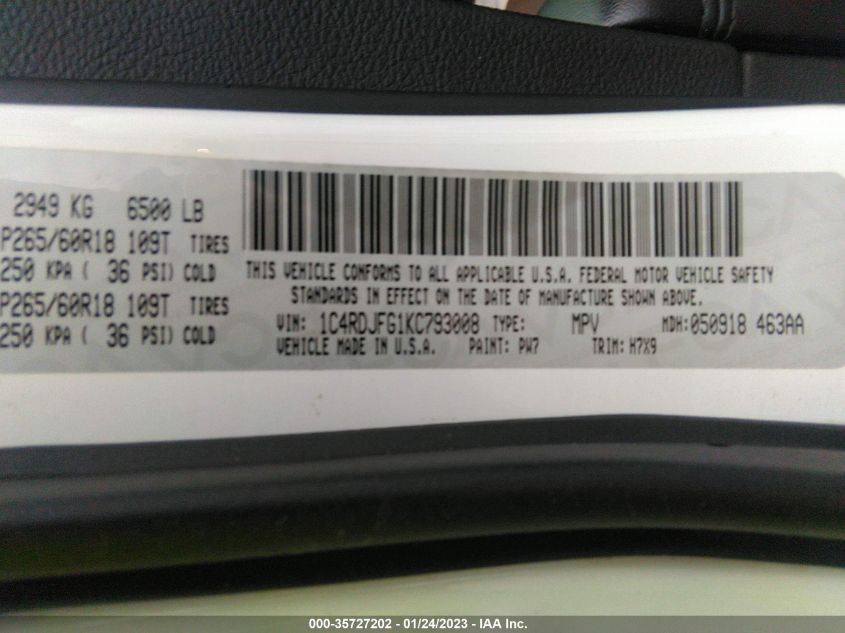 2949 KG 6500 LB
P265/60R18 109T TIRES
250 KPA ( 36 PSI) COLD
P265/60R18 109T TIRES
250 KPA ( 36 PSI) COLD
THIS VEHICLE CONFORMS TO ALL APPLICABLE U.S.A. FEDERAL MOTOR VEHICLE SAFETY
STANDARDS IN EFFECT ON THE DATE OF MANUFACTURE SHOWN ABOVE.
VIN: 1C4RDJFG1KC793008 TYPE: MPV MDH:050918 463AA
VEHICLE MADE IN U.S.A. PAINT: PW7 TRIM: H7X9
000-35727202 - 01/24/2023 - IAA Inc.